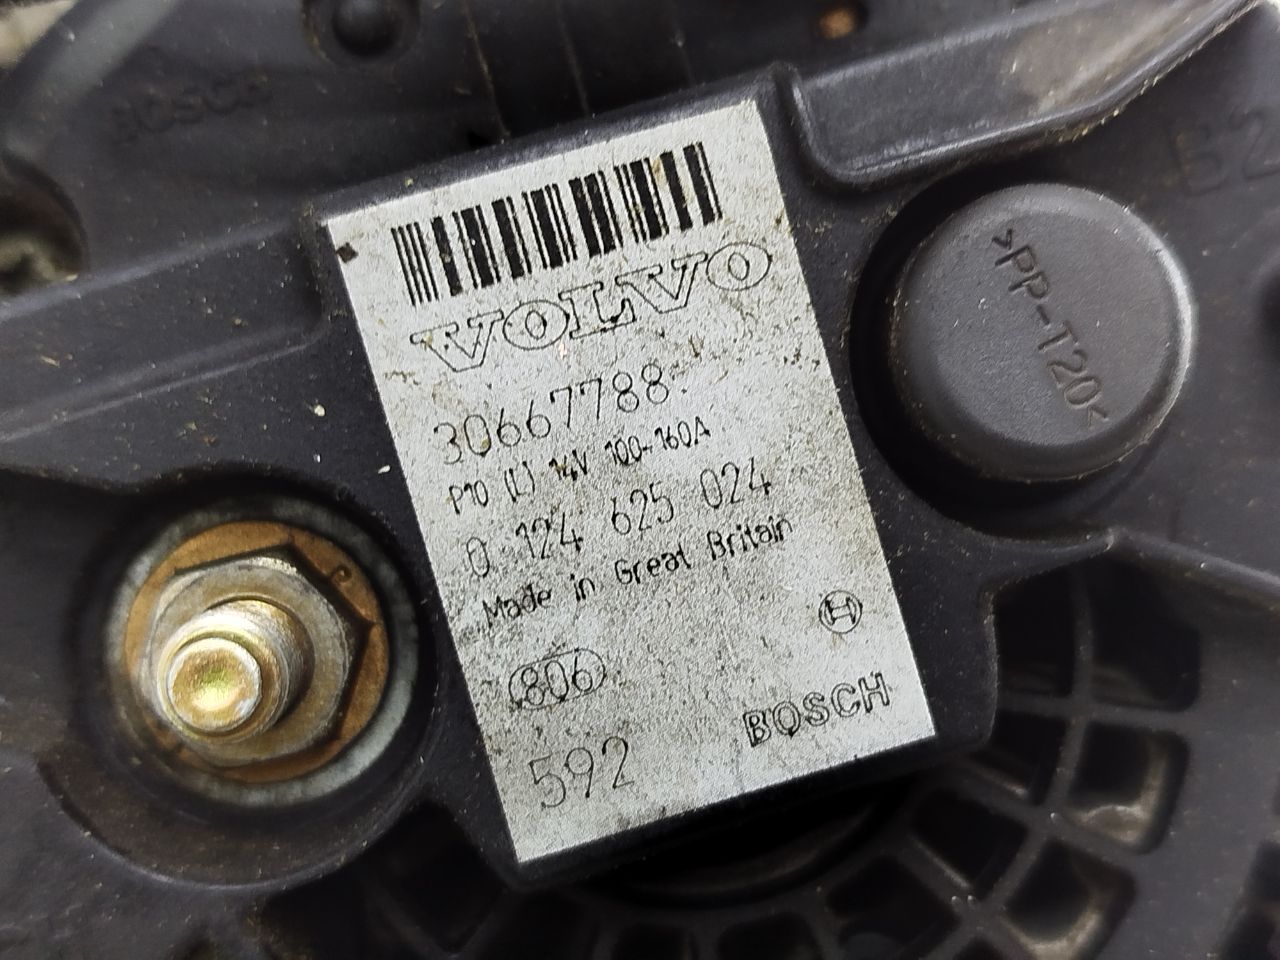 BOSCH
VOLVO
30667788
P10 (L) 14V 100-160A
0 124 625 024
Made in Great Britain
806
592
BOSCH
>PP-T20<